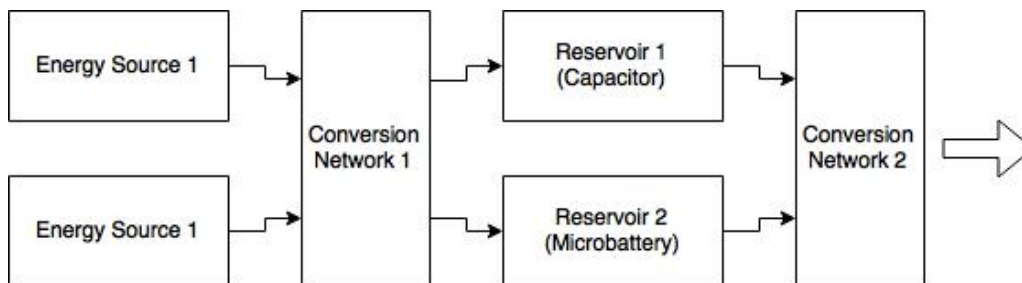 Energy Source 1
Conversion
Network 1
Reservoir 1
(Capacitor)
Conversion
Network 2
Energy Source 1
Reservoir 2
(Microbattery)